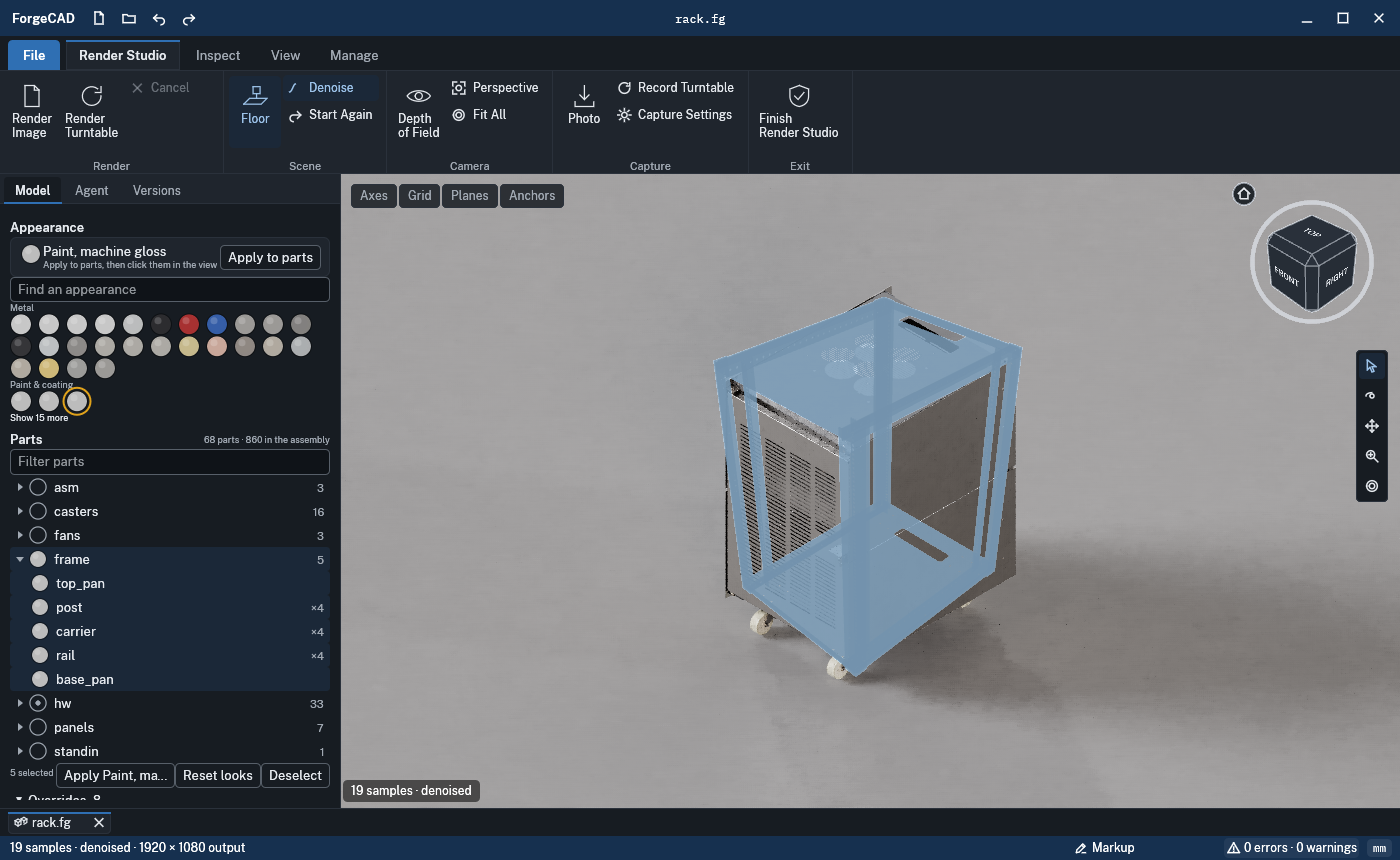 ForgeCAD
rack.fg
File
Render Studio
Inspect
View
Manage
Render
Image
Render
Turntable
Cancel
Render
Floor
Denoise
Start Again
Scene
Depth
of Field
Perspective
Fit All
Camera
Photo
Record Turntable
Capture Settings
Capture
Finish
Render Studio
Exit
Model
Agent
Versions
Appearance
Paint, machine gloss
Apply to parts, then click them in the view
Apply to parts
Find an appearance
Metal
Paint & coating
Show 15 more
Parts
68 parts · 860 in the assembly
Filter parts
asm 3
casters 16
fans 3
frame 5
top_pan
post ×4
carrier ×4
rail ×4
base_pan
hw 33
panels 7
standin 1
5 selected
Apply Paint, ma...
Reset looks
Deselect
Overrides 8
Axes
Grid
Planes
Anchors
TOP
FRONT
RIGHT
19 samples · denoised
rack.fg
19 samples · denoised · 1920 × 1080 output
Markup
0 errors · 0 warnings
mm